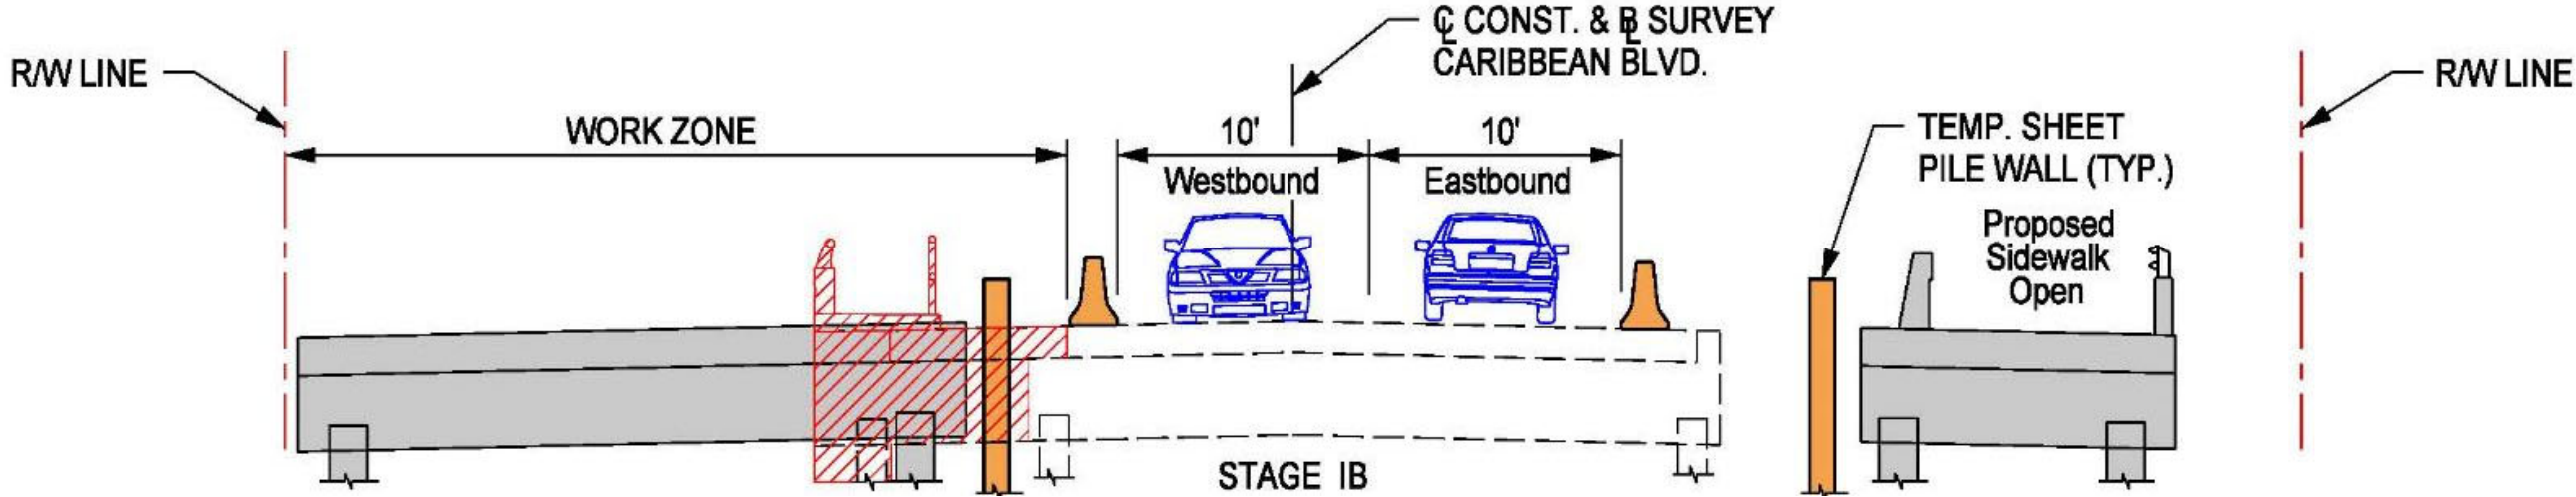 R/W LINE
℄ CONST. & B̲L̲ SURVEY
CARIBBEAN BLVD.
R/W LINE
WORK ZONE
10'
10'
Westbound
Eastbound
TEMP. SHEET
PILE WALL (TYP.)
Proposed
Sidewalk
Open
STAGE IB